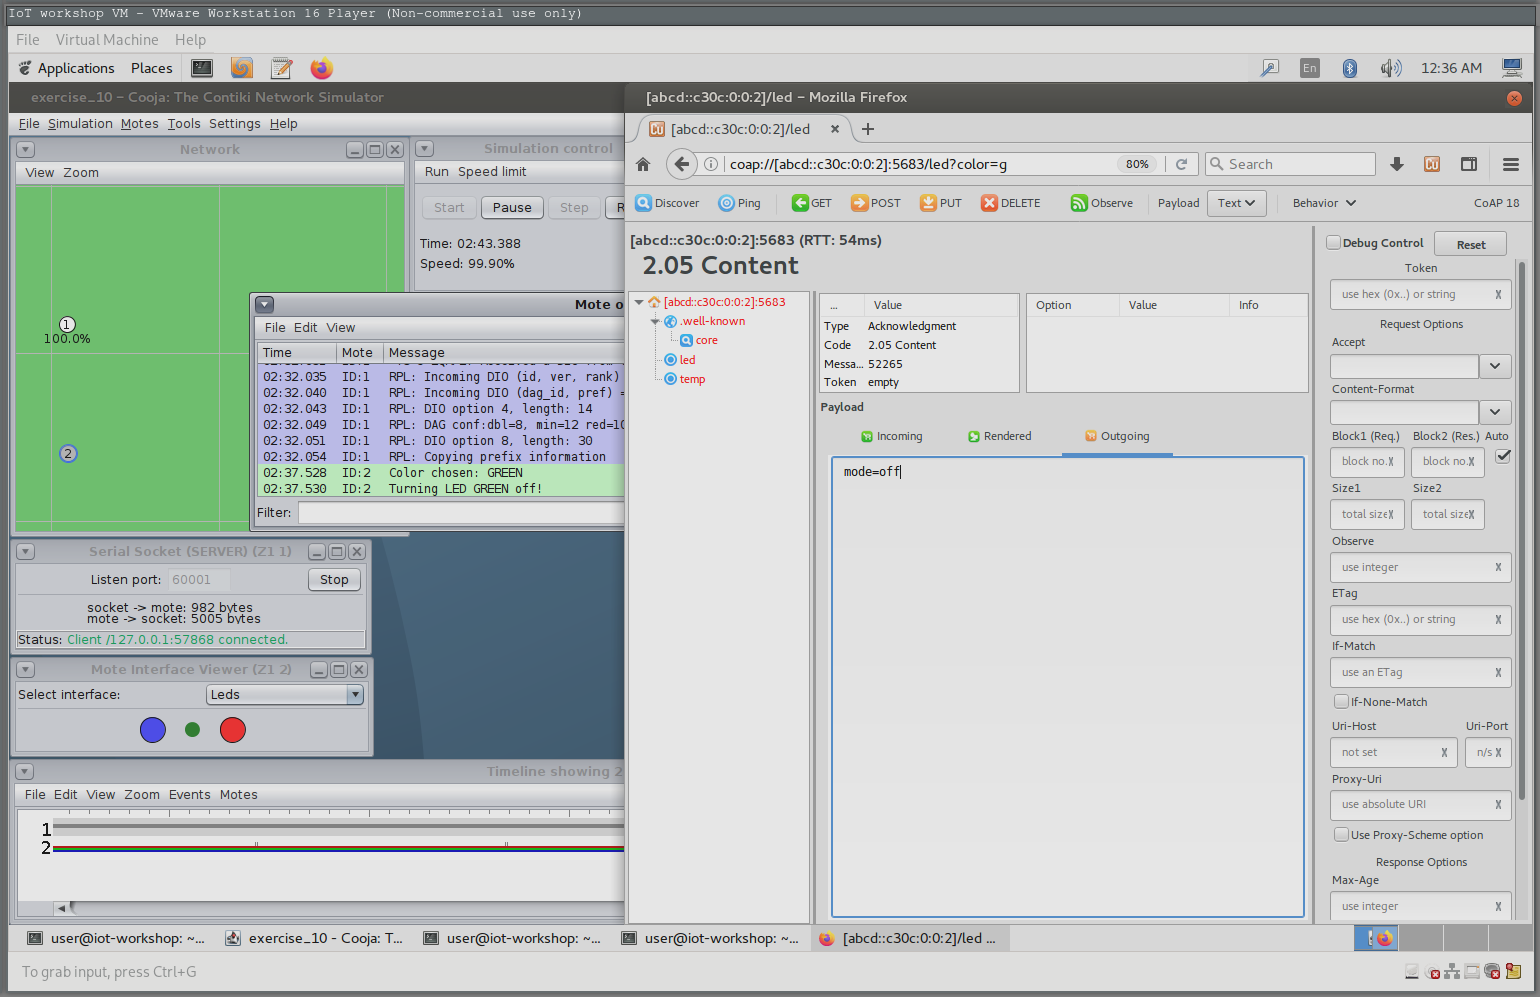 IoT workshop VM - VMware Workstation 16 Player (Non-commercial use only)
File Virtual Machine Help
Applications Places En 12:36 AM
exercise_10 - Cooja: The Contiki Network Simulator
File Simulation Motes Tools Settings Help
Network
View Zoom
1
100.0%
2
Simulation control
Run Speed limit
Start Pause Step R
Time: 02:43.388
Speed: 99.90%
Mote o
File Edit View
Time Mote Message
02:32.035 ID:1 RPL: Incoming DIO (id, ver, rank)
02:32.040 ID:1 RPL: Incoming DIO (dag_id, pref) =
02:32.043 ID:1 RPL: DIO option 4, length: 14
02:32.049 ID:1 RPL: DAG conf:dbl=8, min=12 red=10
02:32.051 ID:1 RPL: DIO option 8, length: 30
02:32.054 ID:1 RPL: Copying prefix information
02:37.528 ID:2 Color chosen: GREEN
02:37.530 ID:2 Turning LED GREEN off!
Filter:
Serial Socket (SERVER) (Z1 1)
Listen port: 60001 Stop
socket -> mote: 982 bytes
mote -> socket: 5005 bytes
Status: Client /127.0.0.1:57868 connected.
Mote Interface Viewer (Z1 2)
Select interface: Leds
Timeline showing 2
File Edit View Zoom Events Motes
1
2
[abcd::c30c:0:0:2]/led - Mozilla Firefox
Cu [abcd::c30c:0:0:2]/led
coap://[abcd::c30c:0:0:2]:5683/led?color=g 80% Search Cu
Discover Ping GET POST PUT DELETE Observe Payload Text Behavior CoAP 18
[abcd::c30c:0:0:2]:5683 (RTT: 54ms)
2.05 Content
[abcd::c30c:0:0:2]:5683
.well-known
core
led
temp
... Value
Type Acknowledgment
Code 2.05 Content
Messa... 52265
Token empty
Option Value Info
Payload
Incoming Rendered Outgoing
mode=off
Debug Control Reset
Token
use hex (0x..) or string X
Request Options
Accept
Content-Format
Block1 (Req.) Block2 (Res.) Auto
block no. X block no. X
Size1 Size2
total size X total size X
Observe
use integer X
ETag
use hex (0x..) or string X
If-Match
use an ETag X
If-None-Match
Uri-Host Uri-Port
not set X n/s X
Proxy-Uri
use absolute URI X
Use Proxy-Scheme option
Response Options
Max-Age
use integer X
user@iot-workshop: ~... exercise_10 - Cooja: The T... user@iot-workshop: ~... user@iot-workshop: ~... [abcd::c30c:0:0:2]/led ...
To grab input, press Ctrl+G